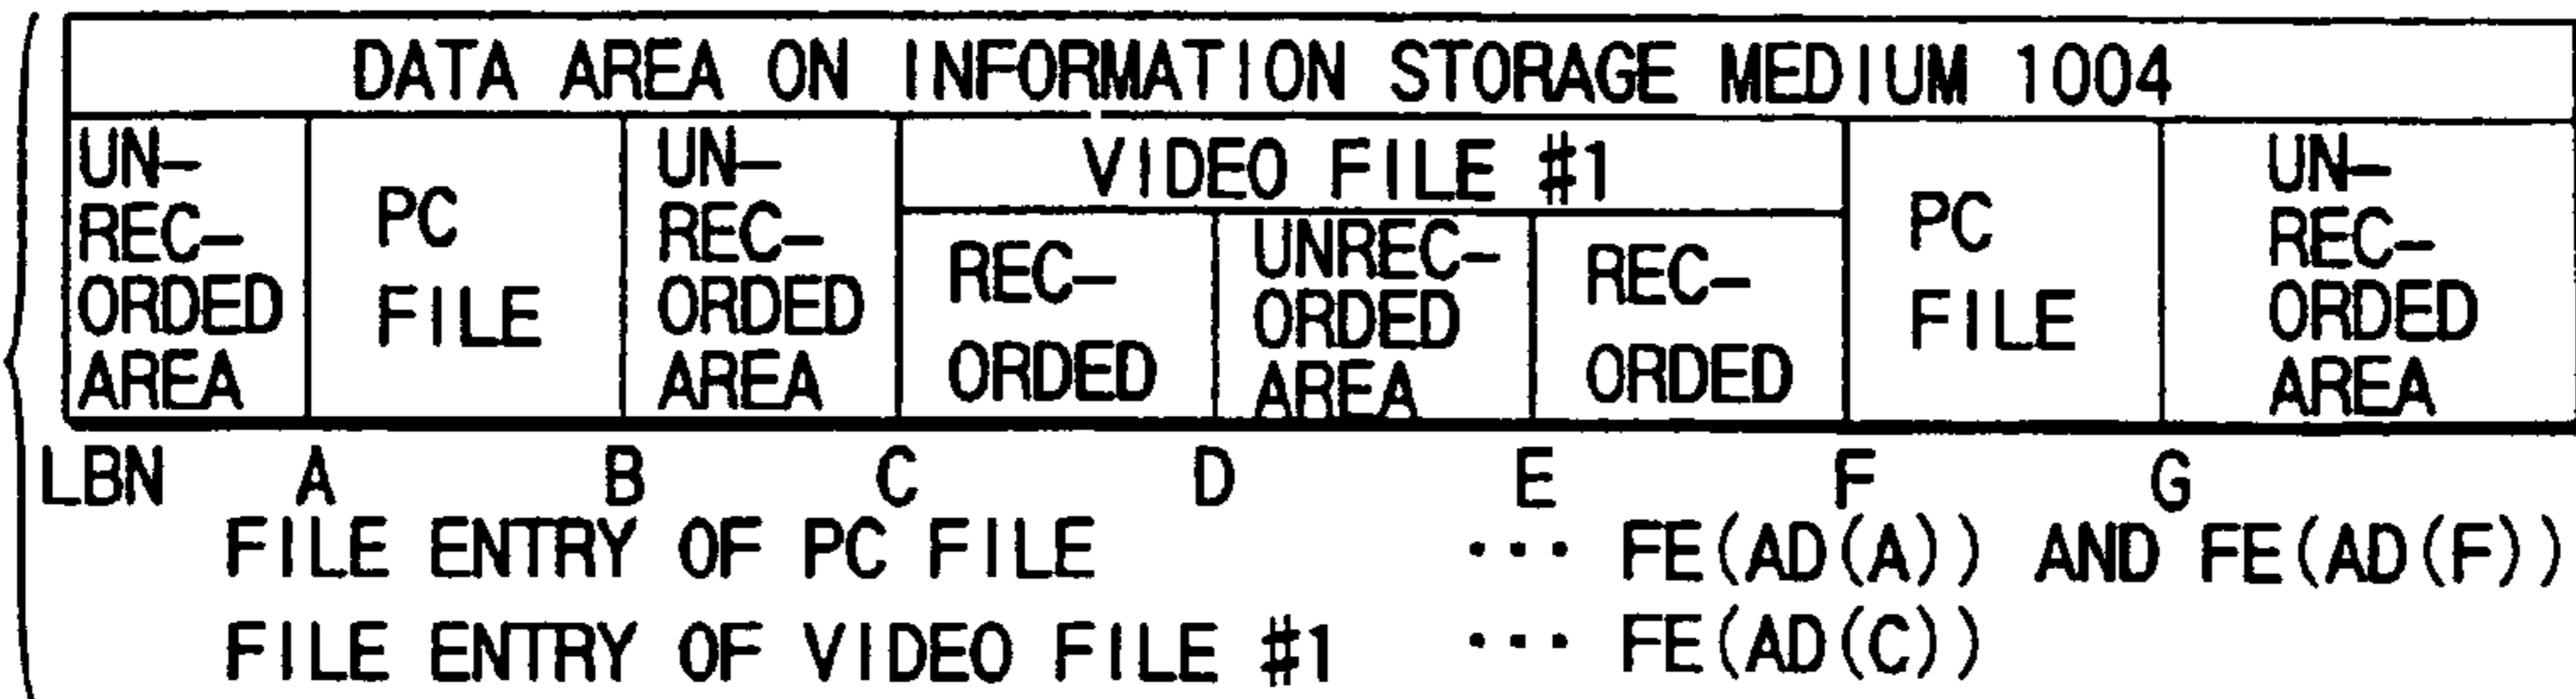 DATA AREA ON INFORMATION STORAGE MEDIUM 1004
UN-
REC-
ORDED
AREA
PC
FILE
UN-
REC-
ORDED
AREA
VIDEO FILE #1
REC-
ORDED
UNREC-
ORDED
AREA
REC-
ORDED
PC
FILE
UN-
REC-
ORDED
AREA
LBN A B C D E F G
FILE ENTRY OF PC FILE ··· FE(AD(A)) AND FE(AD(F))
FILE ENTRY OF VIDEO FILE #1 ··· FE(AD(C))